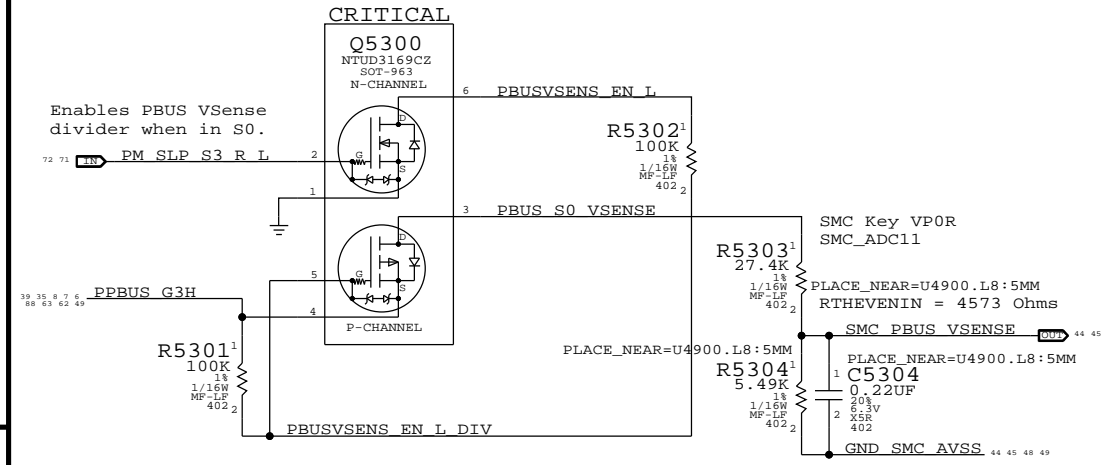 CRITICAL
Q5300
NTUD3169CZ
SOT-963
N-CHANNEL
Enables PBUS VSense
divider when in S0.
72 71 IN PM_SLP_S3_R_L 2
6 PBUSVSENS_EN_L
D
G
S
1
R5302 1
100K
1%
1/16W
MF-LF
402 2
3 PBUS_S0_VSENSE
D
G
S
5
4
P-CHANNEL
39 35 8 7 6
88 63 62 49
PPBUS_G3H
R5301 1
100K
1%
1/16W
MF-LF
402 2
PBUSVSENS_EN_L_DIV
SMC Key VP0R
SMC_ADC11
R5303 1
27.4K
1%
1/16W
MF-LF
402 2
PLACE_NEAR=U4900.L8:5MM
RTHEVENIN = 4573 Ohms
SMC_PBUS_VSENSE OUT 44 45
PLACE_NEAR=U4900.L8:5MM
R5304 1
5.49K
1%
1/16W
MF-LF
402 2
PLACE_NEAR=U4900.L8:5MM
1 C5304
0.22UF
20%
6.3V
2 X5R
402
GND_SMC_AVSS 44 45 48 49